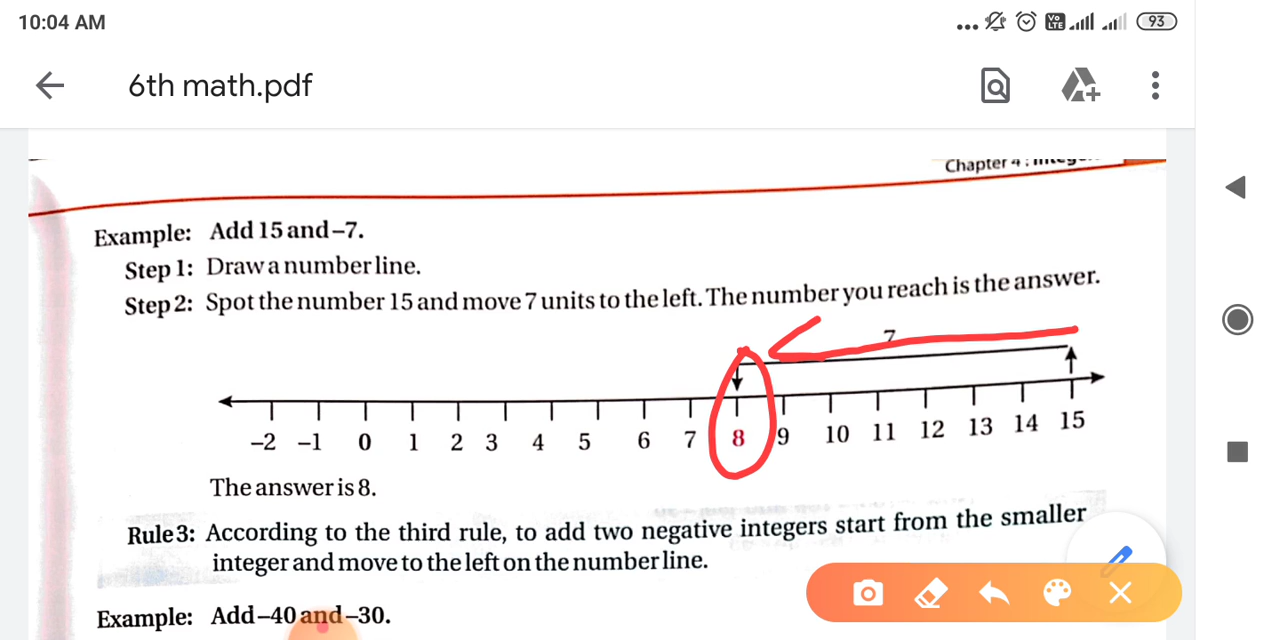 10:04 AM
Vo LTE 93
6th math.pdf
Chapter 4 :
Example: Add 15 and –7.
Step 1: Draw a number line.
Step 2: Spot the number 15 and move 7 units to the left. The number you reach is the answer.
7
–2 –1 0 1 2 3 4 5 6 7 8 9 10 11 12 13 14 15
The answer is 8.
Rule 3: According to the third rule, to add two negative integers start from the smaller
integer and move to the left on the number line.
Example: Add –40 and –30.